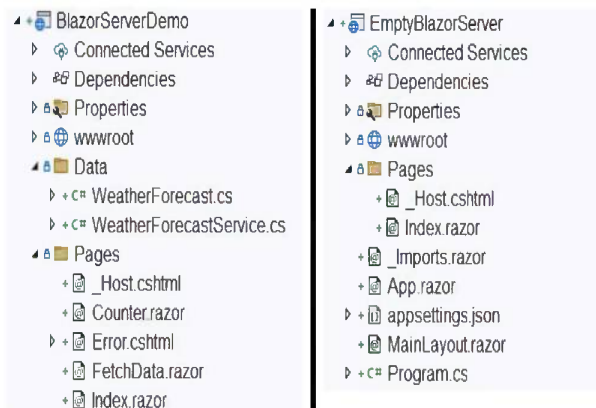 BlazorServerDemo
Connected Services
Dependencies
Properties
wwwroot
Data
C# WeatherForecast.cs
C# WeatherForecastService.cs
Pages
_Host.cshtml
Counter.razor
Error.cshtml
FetchData.razor
Index.razor
EmptyBlazorServer
Connected Services
Dependencies
Properties
wwwroot
Pages
_Host.cshtml
Index.razor
_Imports.razor
App.razor
appsettings.json
MainLayout.razor
C# Program.cs